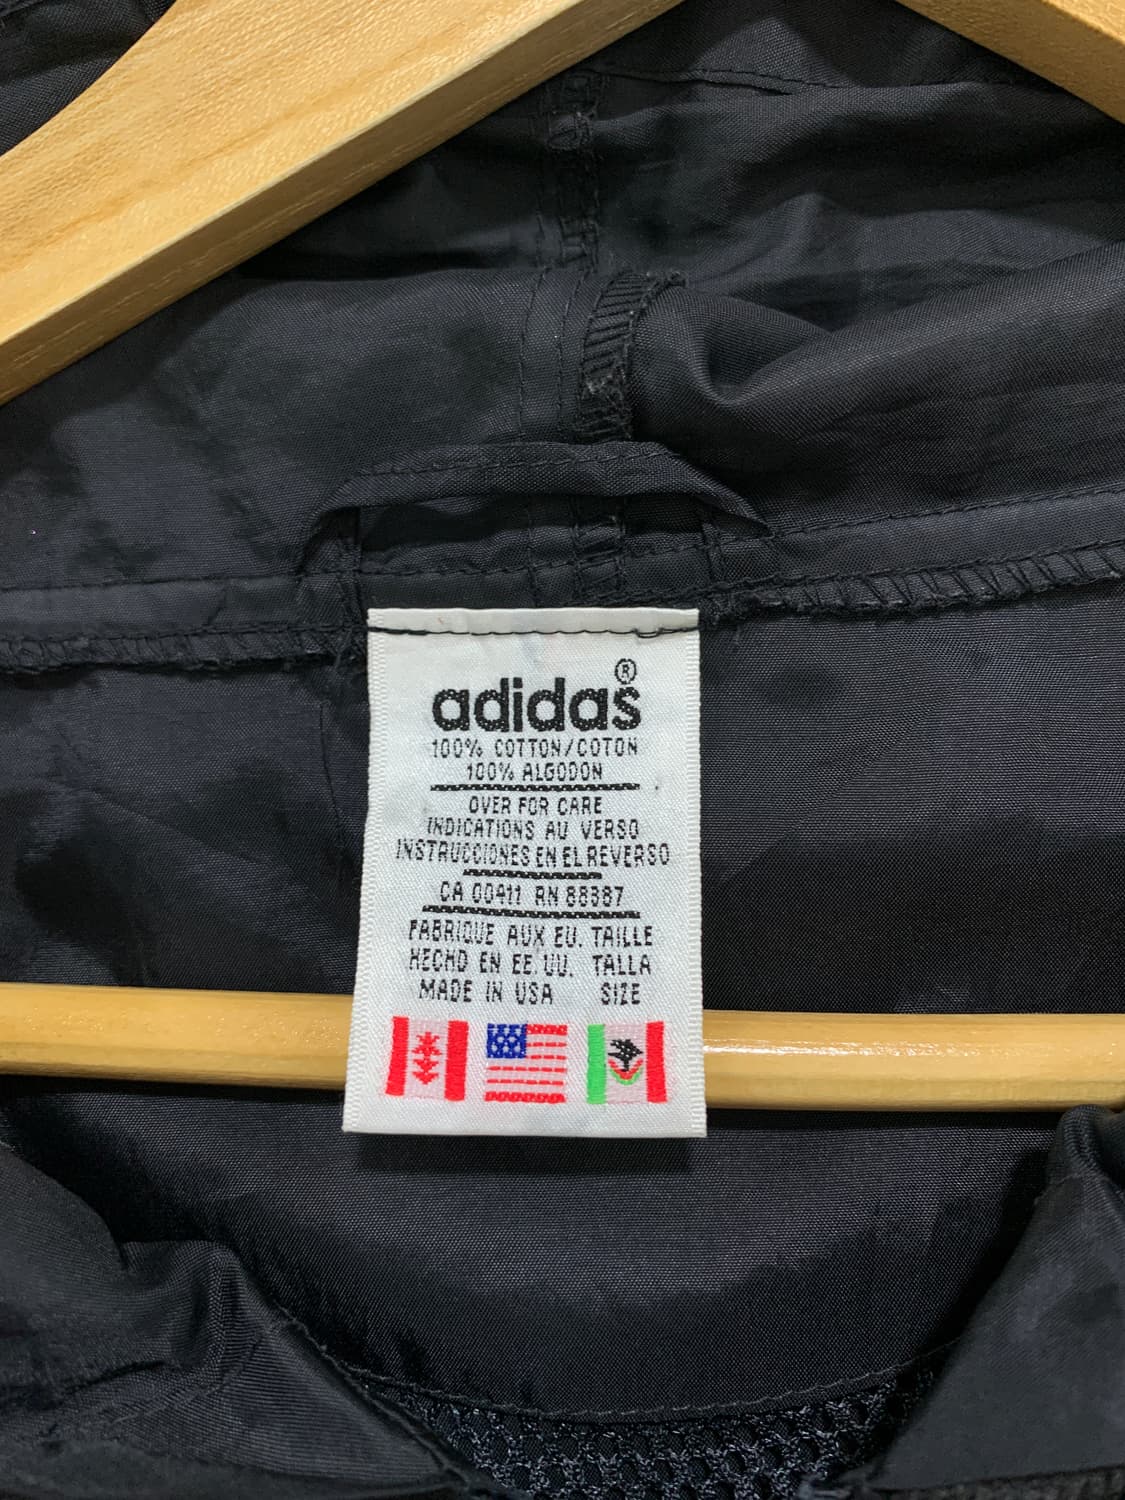 adidas®
100% COTTON/COTON
100% ALGODON
OVER FOR CARE
INDICATIONS AU VERSO
INSTRUCCIONES EN EL REVERSO
CA 00411 RN 88387
FABRIQUE AUX EU. TAILLE
HECHO EN EE.UU. TALLA
MADE IN USA SIZE